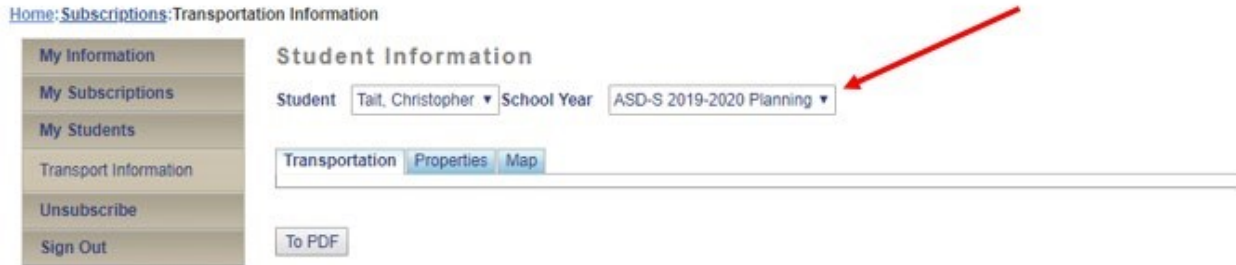 Home:Subscriptions:Transportation Information
My Information
My Subscriptions
My Students
Transport Information
Unsubscribe
Sign Out
Student Information
Student Tait, Christopher ▼ School Year ASD-S 2019-2020 Planning ▼
Transportation Properties Map
To PDF